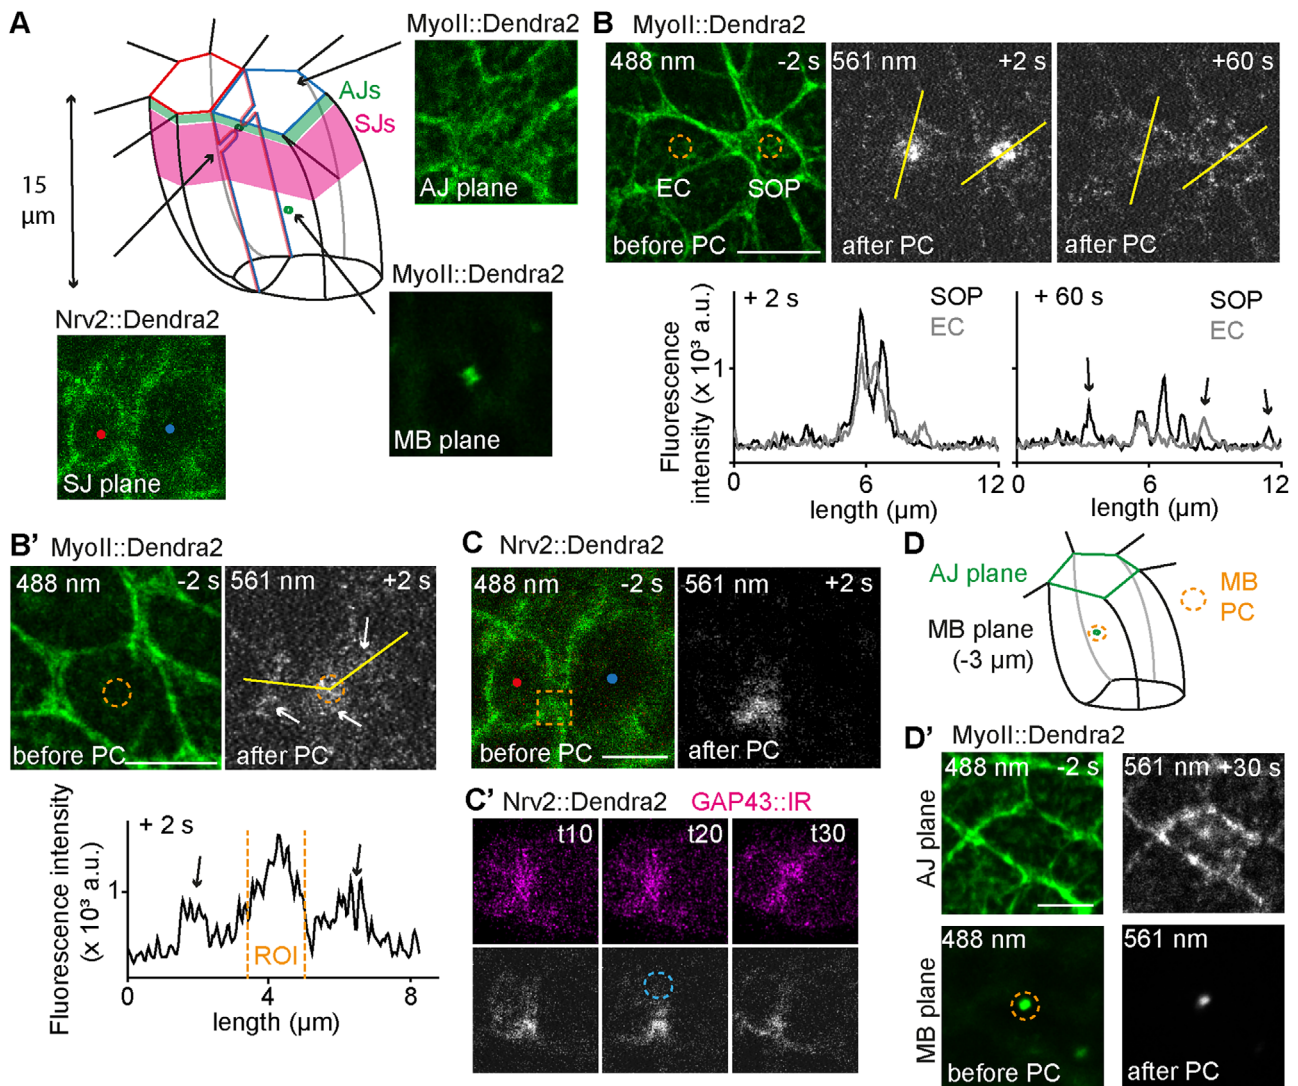 A
MyoII::Dendra2
AJs
SJs
AJ plane
15
µm
MyoII::Dendra2
MB plane
Nrv2::Dendra2
SJ plane
B
MyoII::Dendra2
488 nm
-2 s
EC
SOP
before PC
561 nm
+2 s
after PC
+60 s
after PC
Fluorescence
intensity (x 10³ a.u.)
+ 2 s
SOP
EC
1
0
6
12
length (µm)
+ 60 s
SOP
EC
1
0
6
12
length (µm)
B'
MyoII::Dendra2
488 nm
-2 s
before PC
561 nm
+2 s
after PC
Fluorescence intensity
(x 10³ a.u.)
+ 2 s
1
ROI
0
4
8
length (µm)
C
Nrv2::Dendra2
488 nm
-2 s
before PC
561 nm
+2 s
after PC
C'
Nrv2::Dendra2
GAP43::IR
t10
t20
t30
D
AJ plane
MB
PC
MB plane
(-3 µm)
D'
MyoII::Dendra2
AJ plane
488 nm
-2 s
561 nm
+30 s
MB plane
488 nm
before PC
561 nm
after PC